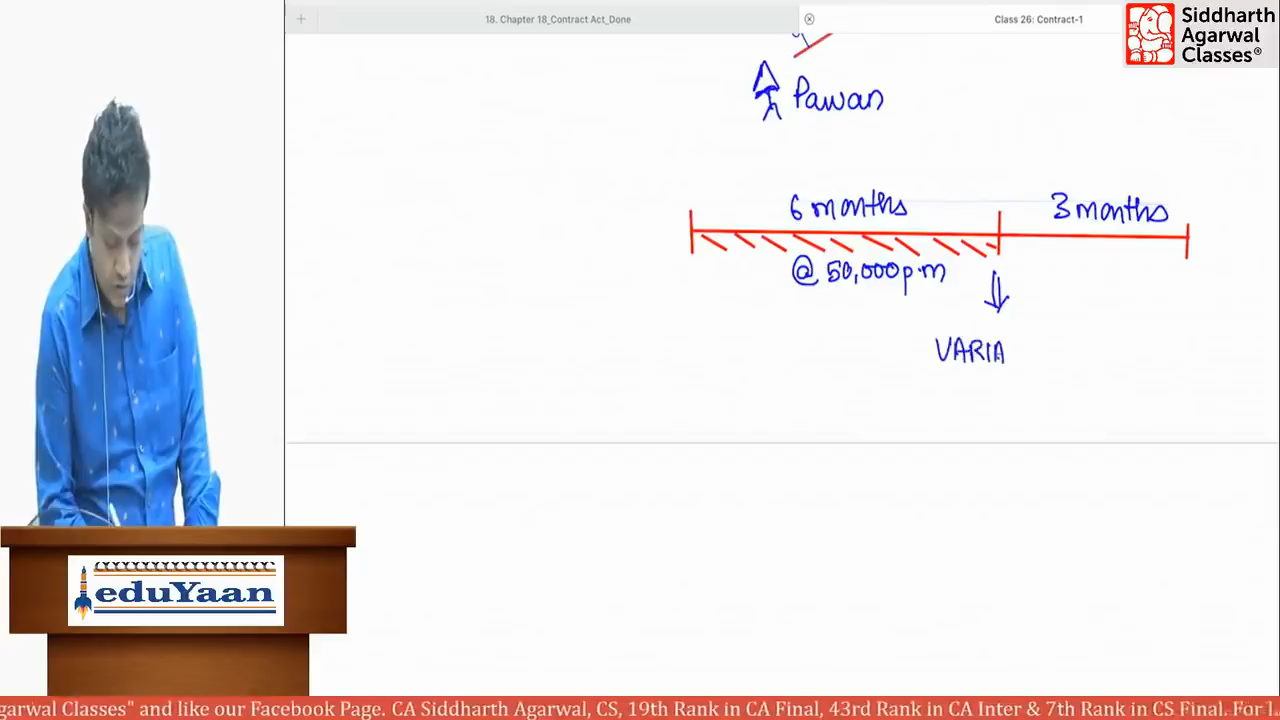 18. Chapter 18_Contract Act_Done
Class 26: Contract-1
Siddharth
Agarwal
Classes®
Pawan
6 months
3 months
@ 50,000 p.m
VARIA
eduYaan
garwal Classes" and like our Facebook Page. CA Siddharth Agarwal, CS, 19th Rank in CA Final, 43rd Rank in CA Inter & 7th Rank in CS Final. For